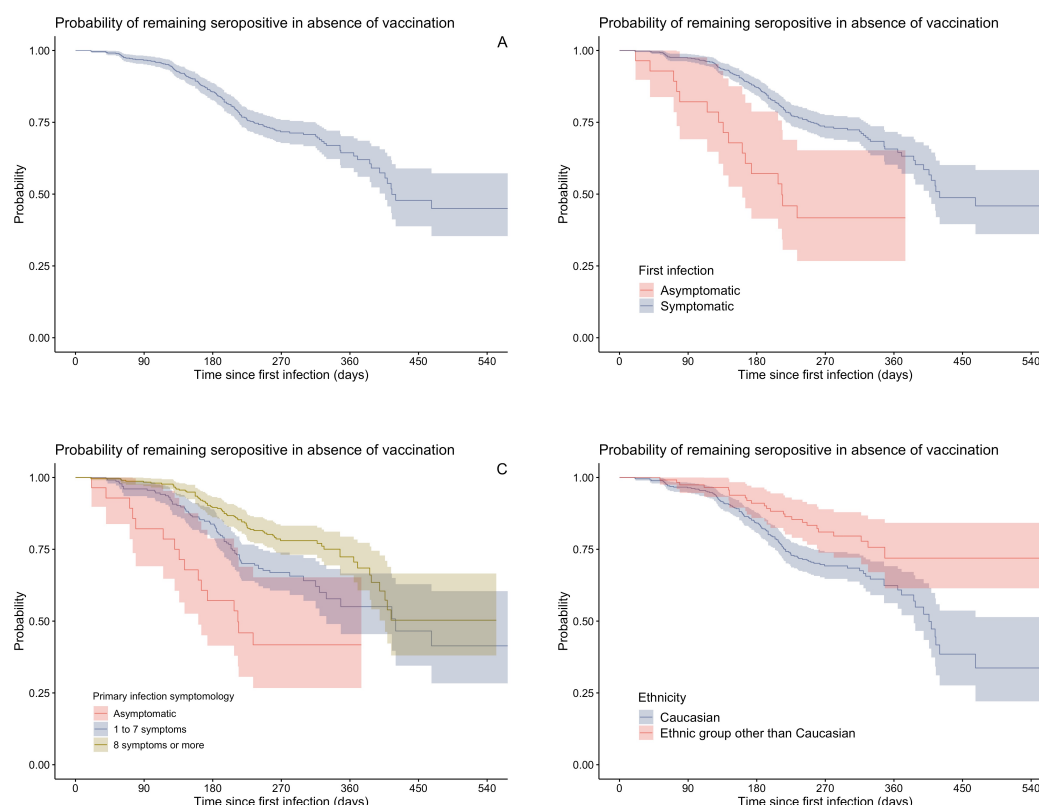 Probability of remaining seropositive in absence of vaccination
A
1.00
0.75
0.50
0.25
0.00
Probability
0 90 180 270 360 450 540
Time since first infection (days)
Probability of remaining seropositive in absence of vaccination
1.00
0.75
0.50
0.25
0.00
Probability
First infection
Asymptomatic
Symptomatic
0 90 180 270 360 450 540
Time since first infection (days)
Probability of remaining seropositive in absence of vaccination
C
1.00
0.75
0.50
0.25
0.00
Probability
Primary infection symptomology
Asymptomatic
1 to 7 symptoms
8 symptoms or more
0 90 180 270 360 450 540
Time since first infection (days)
Probability of remaining seropositive in absence of vaccination
1.00
0.75
0.50
0.25
0.00
Probability
Ethnicity
Caucasian
Ethnic group other than Caucasian
0 90 180 270 360 450 540
Time since first infection (days)